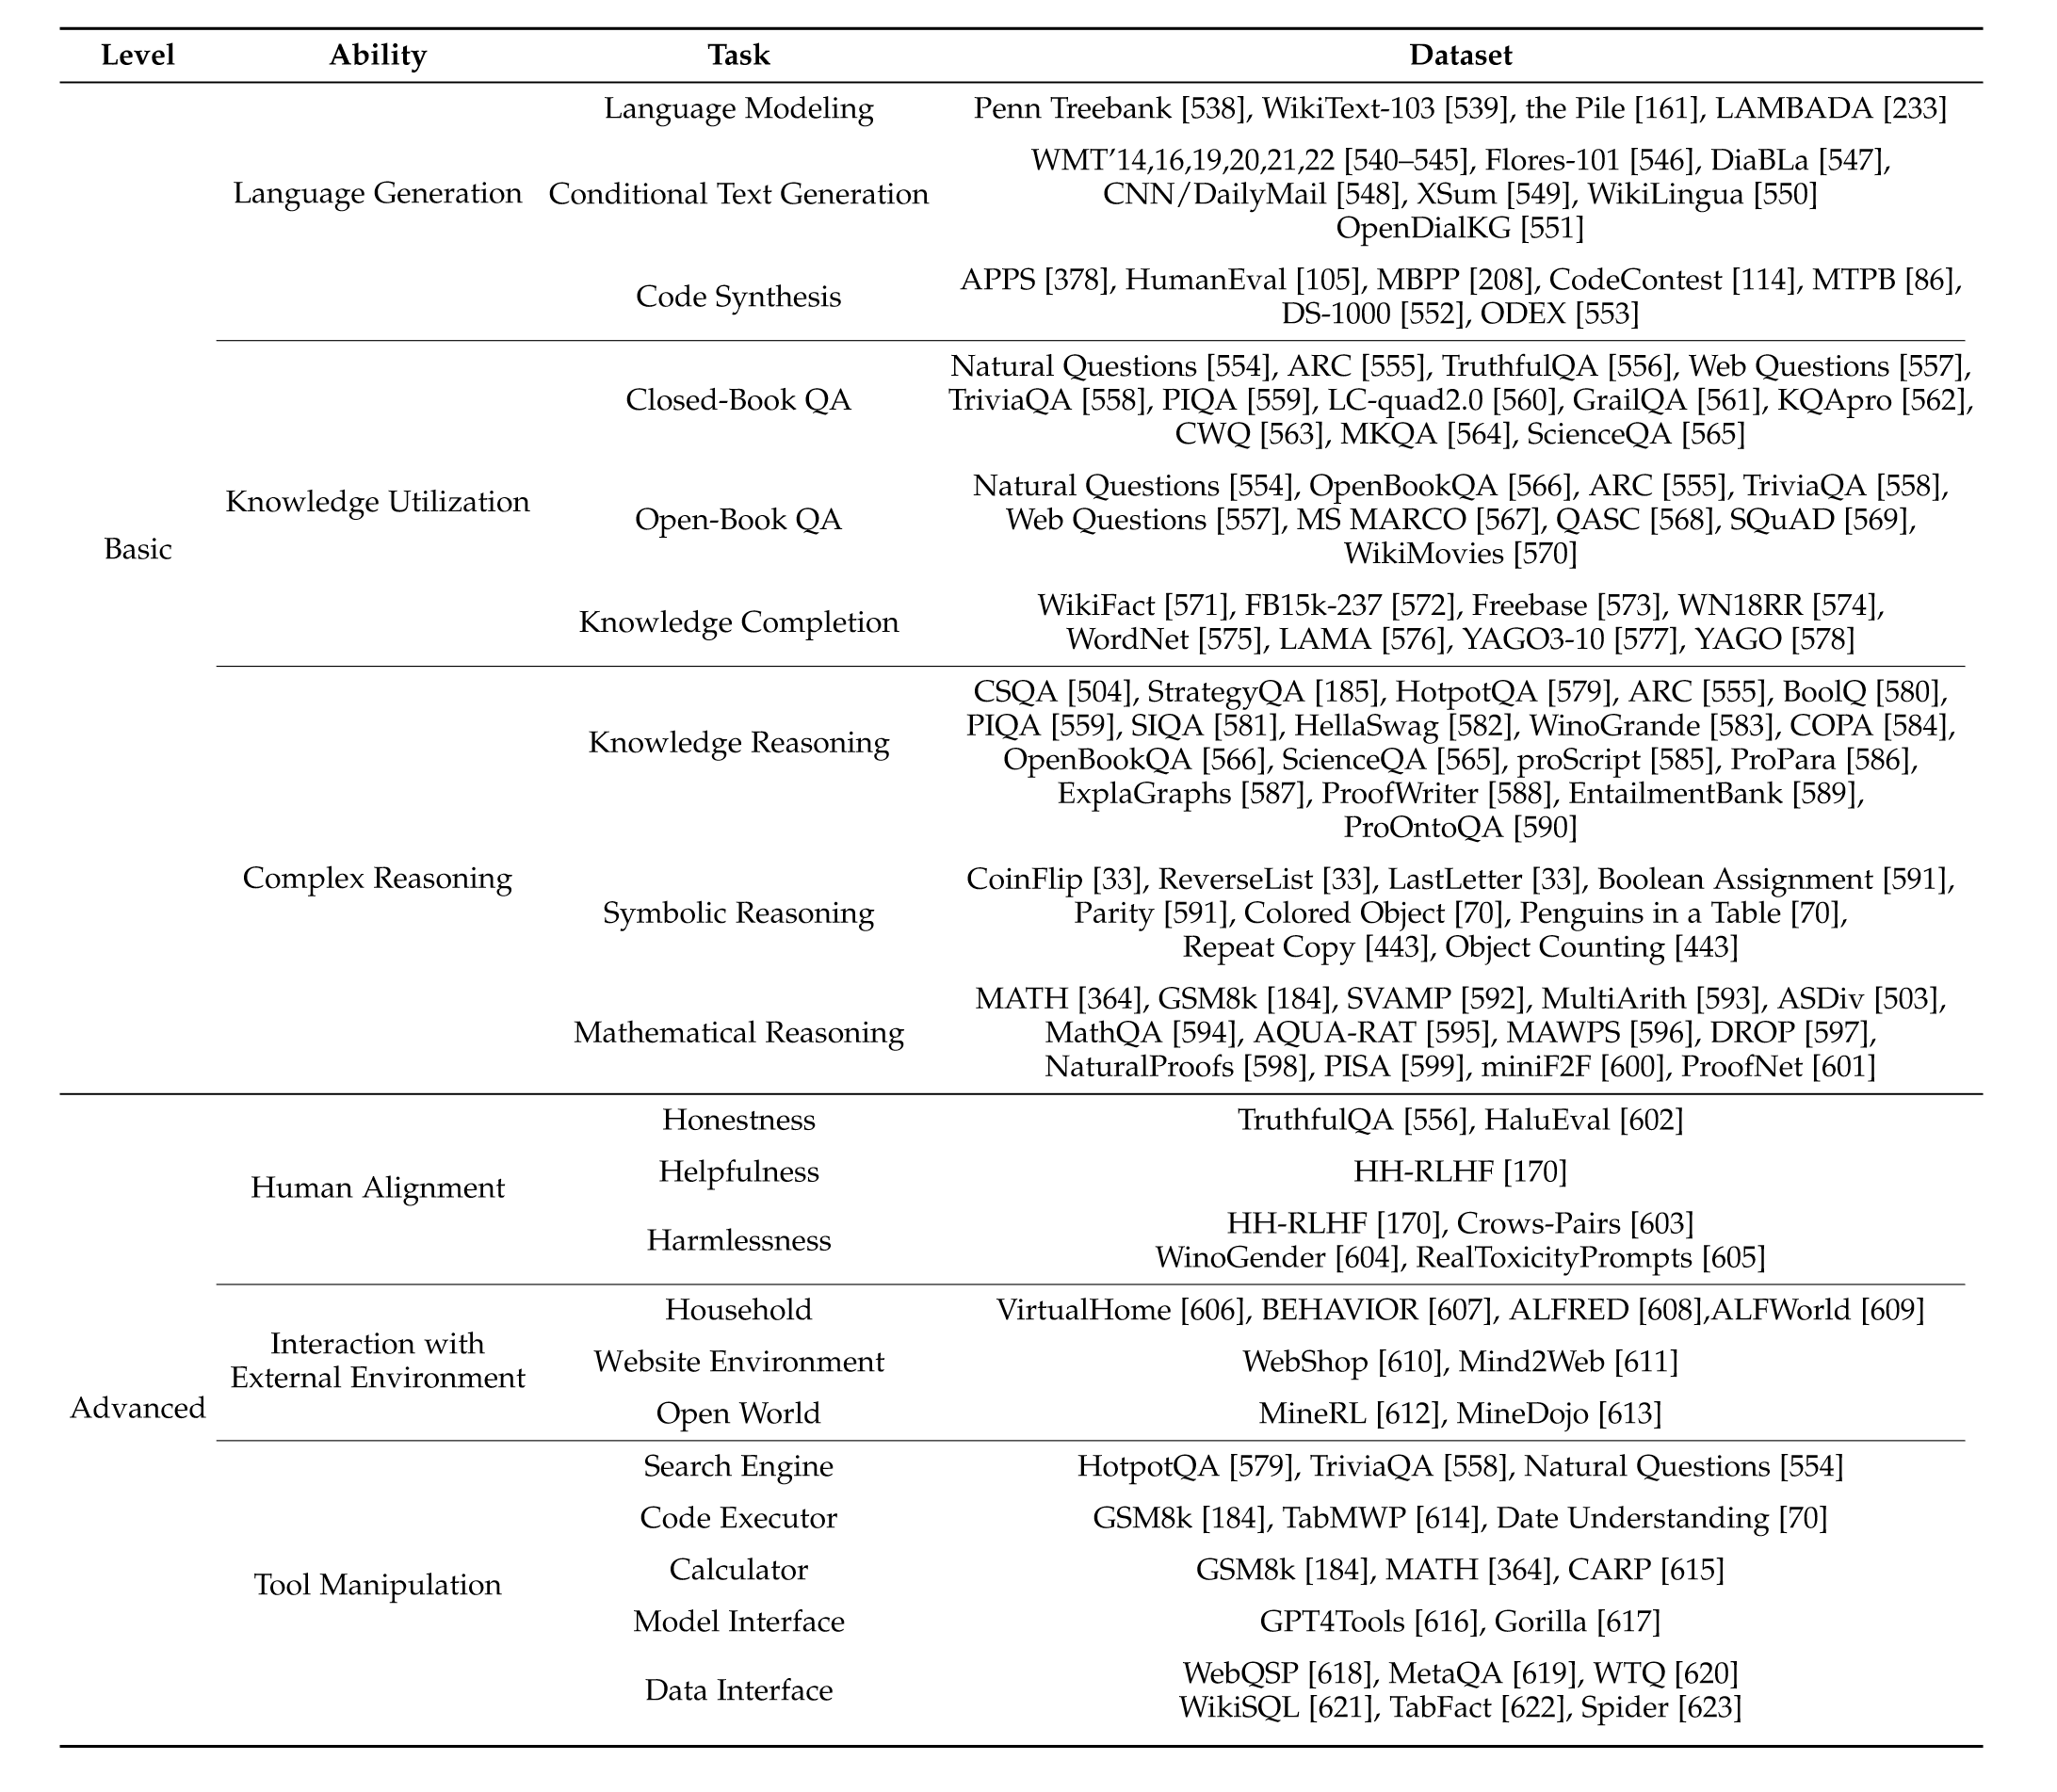 Level Ability Task Dataset
Language Modeling Penn Treebank [538], WikiText-103 [539], the Pile [161], LAMBADA [233]
WMT'14,16,19,20,21,22 [540–545], Flores-101 [546], DiaBLa [547],
Language Generation Conditional Text Generation CNN/DailyMail [548], XSum [549], WikiLingua [550]
OpenDialKG [551]
Code Synthesis APPS [378], HumanEval [105], MBPP [208], CodeContest [114], MTPB [86],
DS-1000 [552], ODEX [553]
Natural Questions [554], ARC [555], TruthfulQA [556], Web Questions [557],
Closed-Book QA TriviaQA [558], PIQA [559], LC-quad2.0 [560], GrailQA [561], KQApro [562],
CWQ [563], MKQA [564], ScienceQA [565]
Natural Questions [554], OpenBookQA [566], ARC [555], TriviaQA [558],
Knowledge Utilization Open-Book QA Web Questions [557], MS MARCO [567], QASC [568], SQuAD [569],
Basic WikiMovies [570]
Knowledge Completion WikiFact [571], FB15k-237 [572], Freebase [573], WN18RR [574],
WordNet [575], LAMA [576], YAGO3-10 [577], YAGO [578]
CSQA [504], StrategyQA [185], HotpotQA [579], ARC [555], BoolQ [580],
Knowledge Reasoning PIQA [559], SIQA [581], HellaSwag [582], WinoGrande [583], COPA [584],
OpenBookQA [566], ScienceQA [565], proScript [585], ProPara [586],
ExplaGraphs [587], ProofWriter [588], EntailmentBank [589],
ProOntoQA [590]
Complex Reasoning CoinFlip [33], ReverseList [33], LastLetter [33], Boolean Assignment [591],
Symbolic Reasoning Parity [591], Colored Object [70], Penguins in a Table [70],
Repeat Copy [443], Object Counting [443]
MATH [364], GSM8k [184], SVAMP [592], MultiArith [593], ASDiv [503],
Mathematical Reasoning MathQA [594], AQUA-RAT [595], MAWPS [596], DROP [597],
NaturalProofs [598], PISA [599], miniF2F [600], ProofNet [601]
Honestness TruthfulQA [556], HaluEval [602]
Human Alignment Helpfulness HH-RLHF [170]
Harmlessness HH-RLHF [170], Crows-Pairs [603]
WinoGender [604], RealToxicityPrompts [605]
Household VirtualHome [606], BEHAVIOR [607], ALFRED [608],ALFWorld [609]
Interaction with
External Environment Website Environment WebShop [610], Mind2Web [611]
Advanced Open World MineRL [612], MineDojo [613]
Search Engine HotpotQA [579], TriviaQA [558], Natural Questions [554]
Code Executor GSM8k [184], TabMWP [614], Date Understanding [70]
Tool Manipulation Calculator GSM8k [184], MATH [364], CARP [615]
Model Interface GPT4Tools [616], Gorilla [617]
Data Interface WebQSP [618], MetaQA [619], WTQ [620]
WikiSQL [621], TabFact [622], Spider [623]